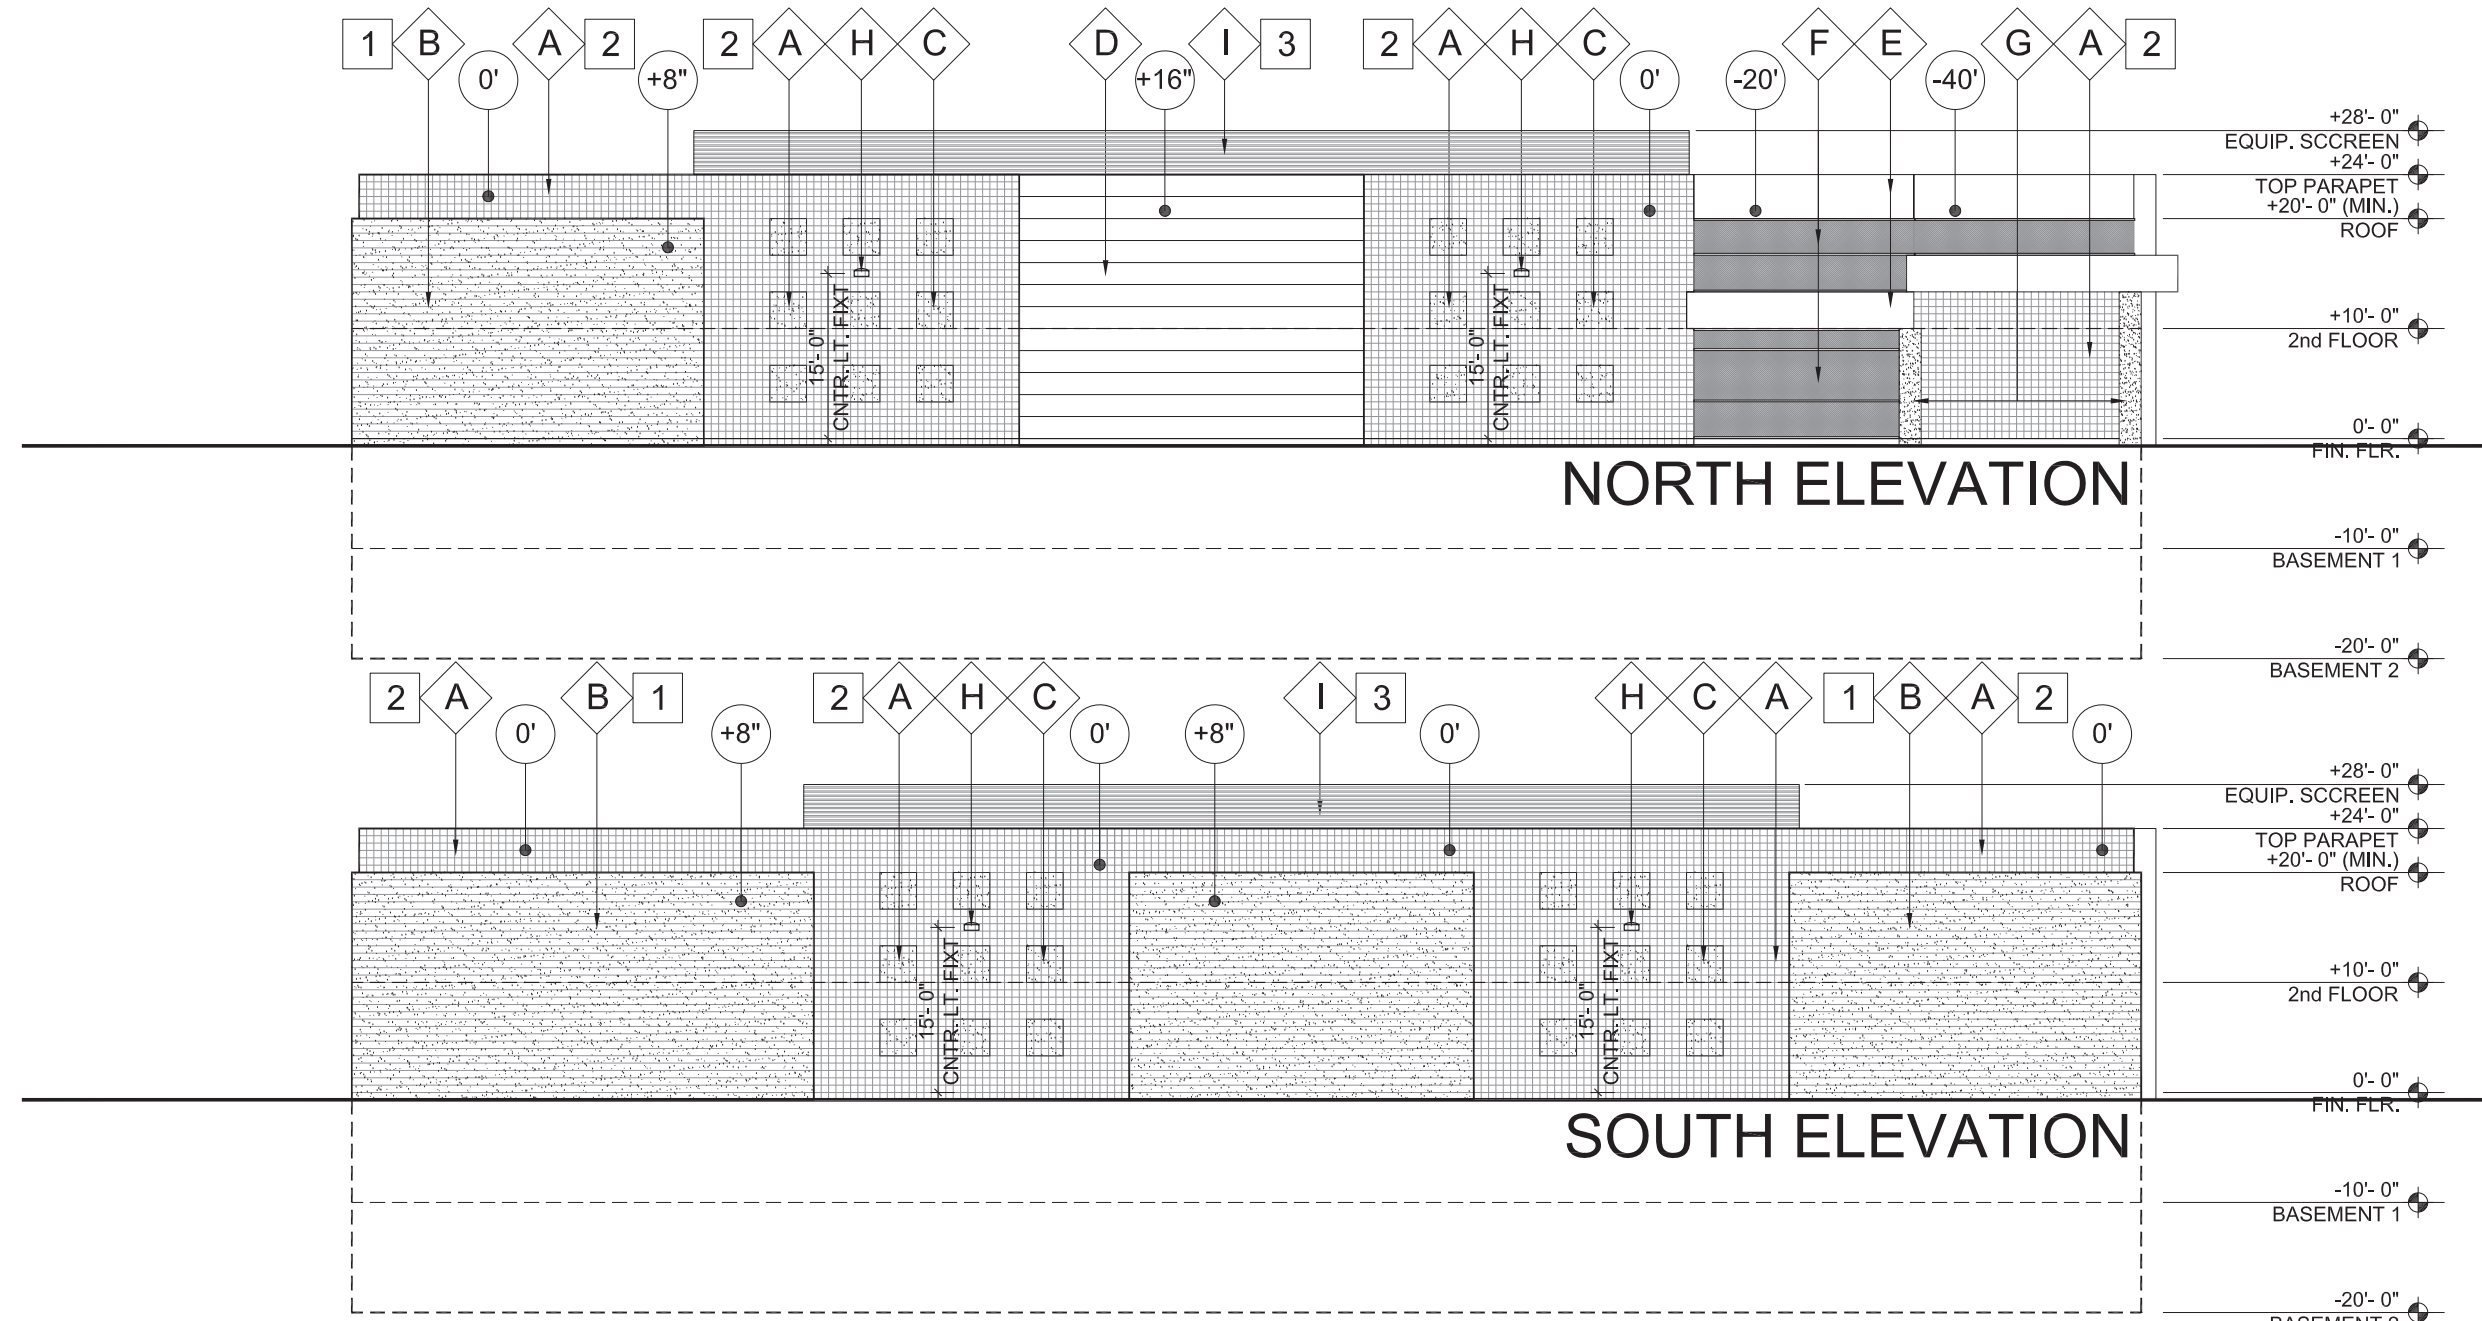 1 B A 2 2 A H C D I 3 2 A H C F E G A 2
0' +8" +16" 0' -20' -40'
+28'- 0"
EQUIP. SCCREEN
+24'- 0"
TOP PARAPET
+20'- 0" (MIN.)
ROOF
15'- 0"
CNTR. LT. FIXT
15'- 0"
CNTR. LT. FIXT
+10'- 0"
2nd FLOOR
0'- 0"
FIN. FLR.
NORTH ELEVATION
-10'- 0"
BASEMENT 1
-20'- 0"
BASEMENT 2
2 A B 1 2 A H C I 3 H C A 1 B A 2
0' +8" 0' +8" 0' 0'
+28'- 0"
EQUIP. SCCREEN
+24'- 0"
TOP PARAPET
+20'- 0" (MIN.)
ROOF
15'- 0"
CNTR. LT. FIXT
15'- 0"
CNTR. LT. FIXT
+10'- 0"
2nd FLOOR
0'- 0"
FIN. FLR.
SOUTH ELEVATION
-10'- 0"
BASEMENT 1
-20'- 0"
BASEMENT 2